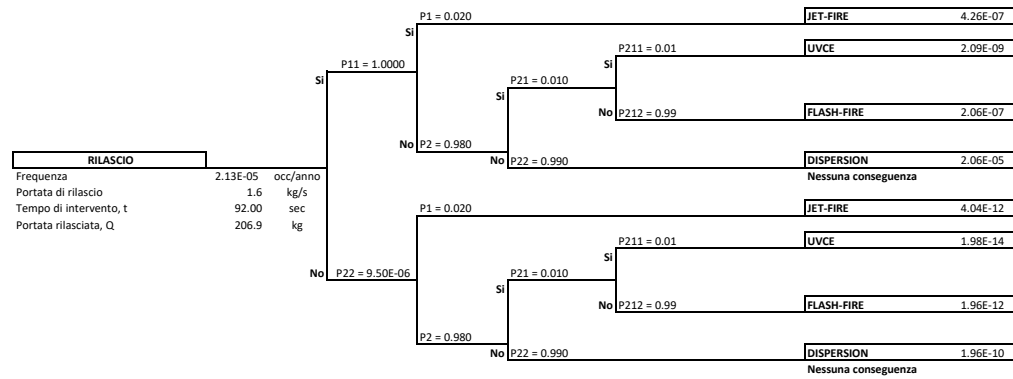 P1 = 0.020 JET-FIRE 4.26E-07
Si
P211 = 0.01 UVCE 2.09E-09
P11 = 1.0000 Si
Si P21 = 0.010
Si
No P212 = 0.99 FLASH-FIRE 2.06E-07
No P2 = 0.980
RILASCIO No P22 = 0.990 DISPERSION 2.06E-05
Frequenza 2.13E-05 occ/anno Nessuna conseguenza
Portata di rilascio 1.6 kg/s
Tempo di intervento, t 92.00 sec P1 = 0.020 JET-FIRE 4.04E-12
Portata rilasciata, Q 206.9 kg
P211 = 0.01 UVCE 1.98E-14
Si
No P22 = 9.50E-06 P21 = 0.010
Si
No P212 = 0.99 FLASH-FIRE 1.96E-12
P2 = 0.980
No P22 = 0.990 DISPERSION 1.96E-10
Nessuna conseguenza